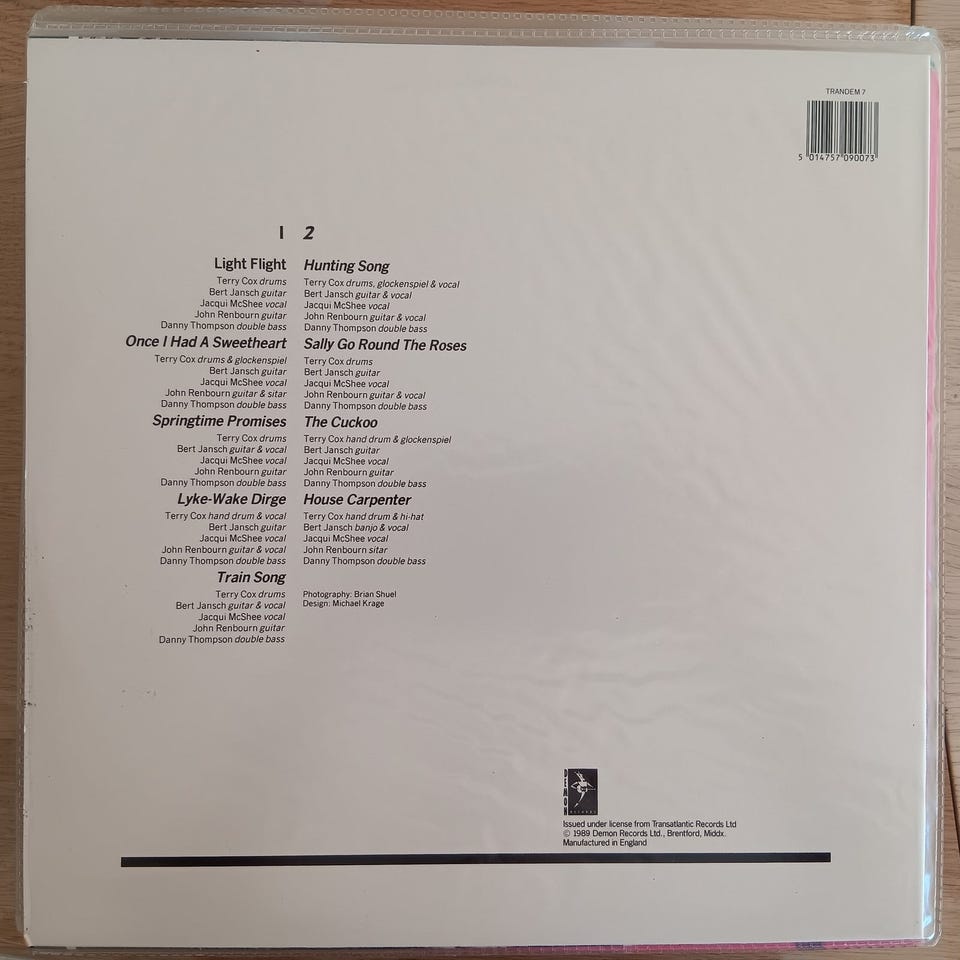 TRANDEM 7
5 014757 090073
1
Light Flight
Terry Cox drums
Bert Jansch guitar
Jacqui McShee vocal
John Renbourn guitar
Danny Thompson double bass
Once I Had A Sweetheart
Terry Cox drums & glockenspiel
Bert Jansch guitar
Jacqui McShee vocal
John Renbourn guitar & sitar
Danny Thompson double bass
Springtime Promises
Terry Cox drums
Bert Jansch guitar & vocal
Jacqui McShee vocal
John Renbourn guitar
Danny Thompson double bass
Lyke-Wake Dirge
Terry Cox hand drum & vocal
Bert Jansch guitar
Jacqui McShee vocal
John Renbourn guitar & vocal
Danny Thompson double bass
Train Song
Terry Cox drums
Bert Jansch guitar & vocal
Jacqui McShee vocal
John Renbourn guitar
Danny Thompson double bass
2
Hunting Song
Terry Cox drums, glockenspiel & vocal
Bert Jansch guitar & vocal
Jacqui McShee vocal
John Renbourn guitar & vocal
Danny Thompson double bass
Sally Go Round The Roses
Terry Cox drums
Bert Jansch guitar
Jacqui McShee vocal
John Renbourn guitar & vocal
Danny Thompson double bass
The Cuckoo
Terry Cox hand drum & glockenspiel
Bert Jansch guitar
Jacqui McShee vocal
John Renbourn guitar
Danny Thompson double bass
House Carpenter
Terry Cox hand drum & hi-hat
Bert Jansch banjo & vocal
Jacqui McShee vocal
John Renbourn sitar
Danny Thompson double bass
Photography: Brian Shuel
Design: Michael Krage
DEMON
RECORDS
Issued under license from Transatlantic Records Ltd
© 1989 Demon Records Ltd., Brentford, Middx.
Manufactured in England